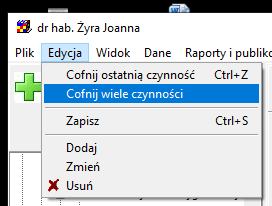 dr hab. Żyra Joanna
Plik Edycja Widok Dane Raporty i publik
Cofnij ostatnią czynność Ctrl+Z
Cofnij wiele czynności
Zapisz Ctrl+S
Dodaj
Zmień
Usuń